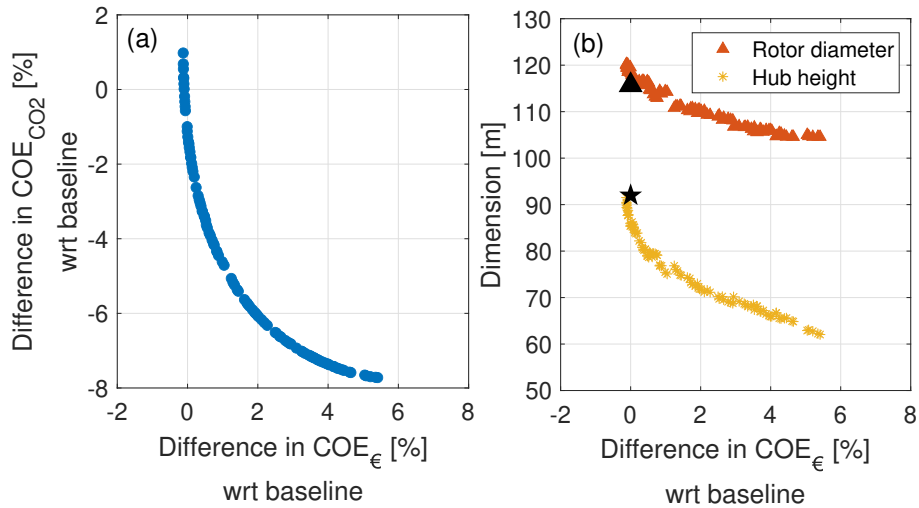 (a)
Difference in COE_CO2 [%]
wrt baseline
2
0
-2
-4
-6
-8
-2 0 2 4 6 8
Difference in COE_€ [%]
wrt baseline
(b)
Rotor diameter
Hub height
Dimension [m]
130
120
110
100
90
80
70
60
50
-2 0 2 4 6 8
Difference in COE_€ [%]
wrt baseline